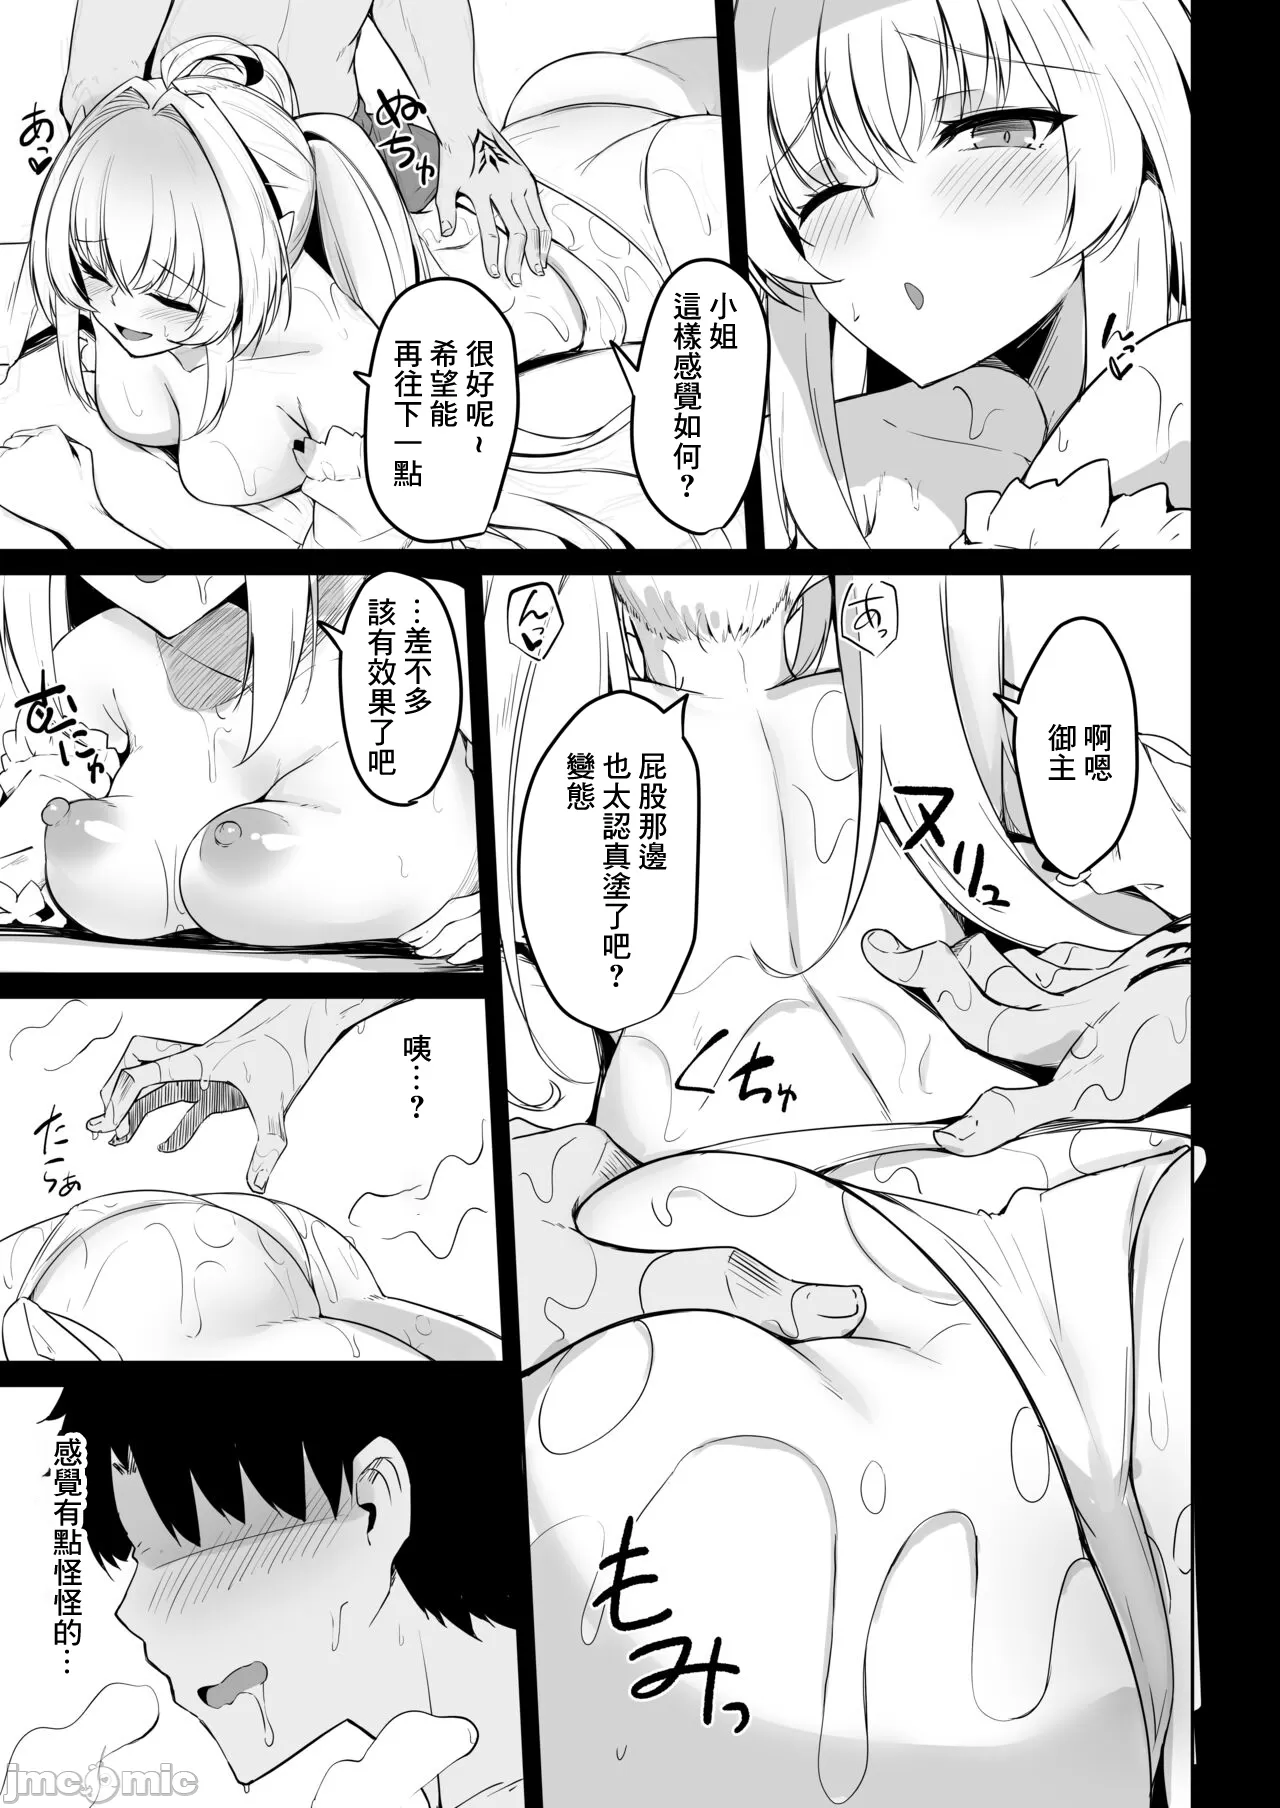 小姐
這樣感覺如何?
很好呢~
希望能
再往下一點
ぬちゅ
あっ
啊嗯
御主
あっ
んっ
屁股那邊
也太認真塗了吧?
變態
ヌリュ
くちゅ
もみっ
…差不多
該有效果了吧
むにゅ
咦…?
たらぁ
感覺有點怪怪的…
jmcomic